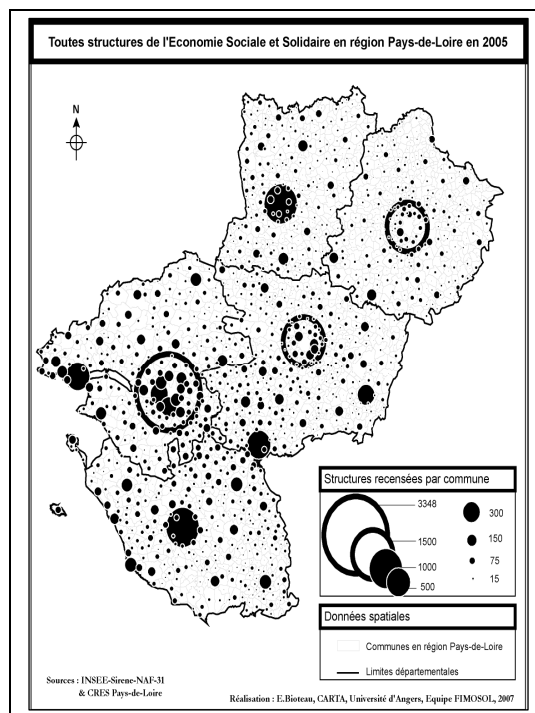 Toutes structures de l'Economie Sociale et Solidaire en région Pays-de-Loire en 2005
N
Structures recensées par commune
3348
1500
1000
500
300
150
75
15
Données spatiales
Communes en région Pays-de-Loire
Limites départementales
Sources : INSEE-Sirene-NAF-31
& CRES Pays-de-Loire
Réalisation : E.Bioteau, CARTA, Université d'Angers, Equipe FIMOSOL, 2007